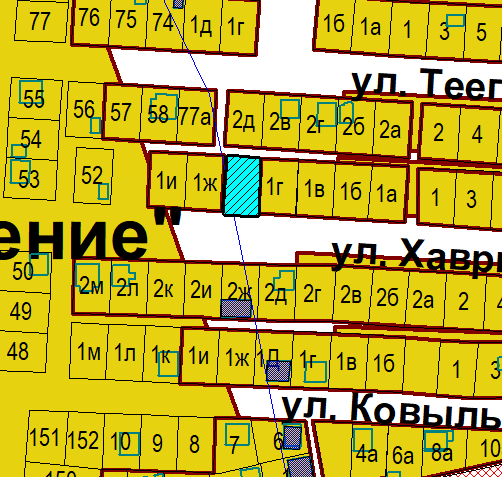 77 76 75 74 1д 1г 1б 1а 1 3 5
ул. Теег
55 56 57 58 77а 2д 2в 2г 2б 2а 2 4
54
53 52 1и 1ж 1г 1в 1б 1а 1 3
ение"
ул. Хаври
50 2м 2л 2к 2и 2ж 2д 2г 2в 2б 2а 2
49
48 1м 1л 1к 1и 1ж 1д 1г 1в 1б 1 3
ул. Ковыль
151 152 10 9 8 7 6 4а 6а 8а 10